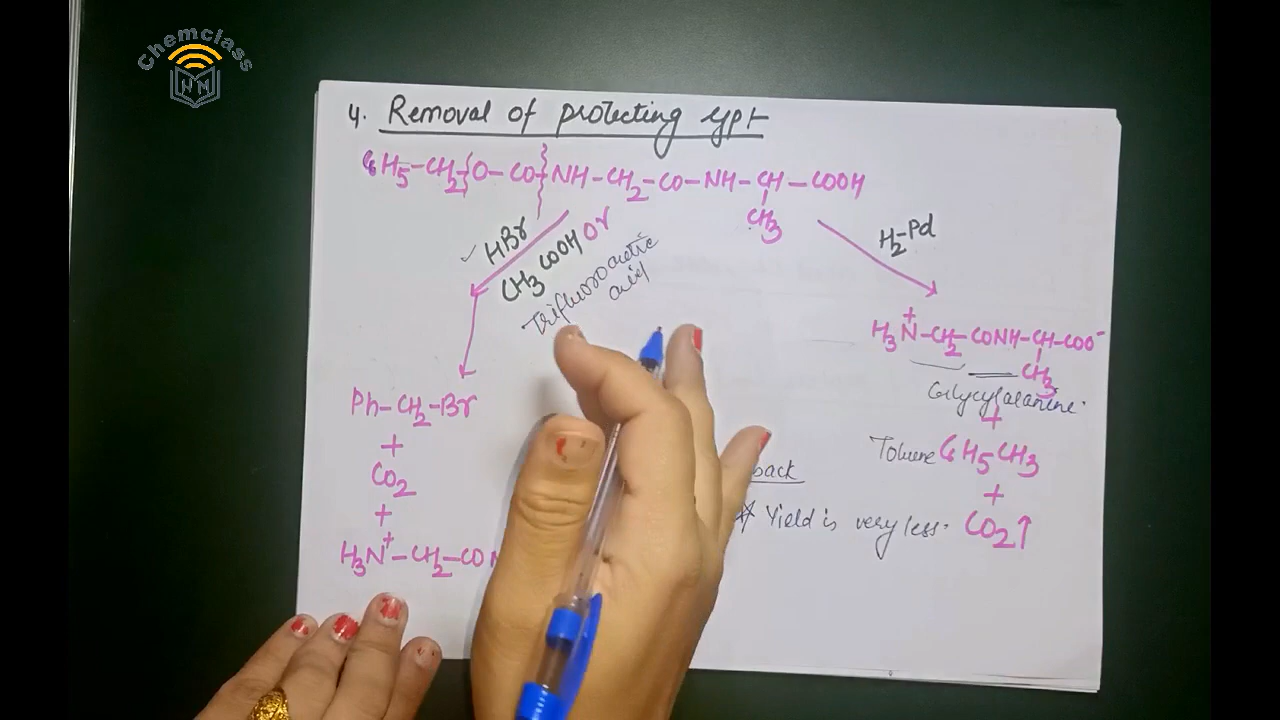 Chemclass
NM
4. Removal of protecting gpt
C6H5-CH2-O-CO-NH-CH2-CO-NH-CH-COOH
CH3
HBr
CH3COOH or
Trifluoroacetic
acid
H2-Pd
H3N+-CH2-CONH-CH-COO-
CH3
Glycylalanine.
+
Toluene C6H5CH3
+
CO2↑
Ph-CH2-Br
+
CO2
+
H3N+-CH2-CO
back
* Yield is very less.